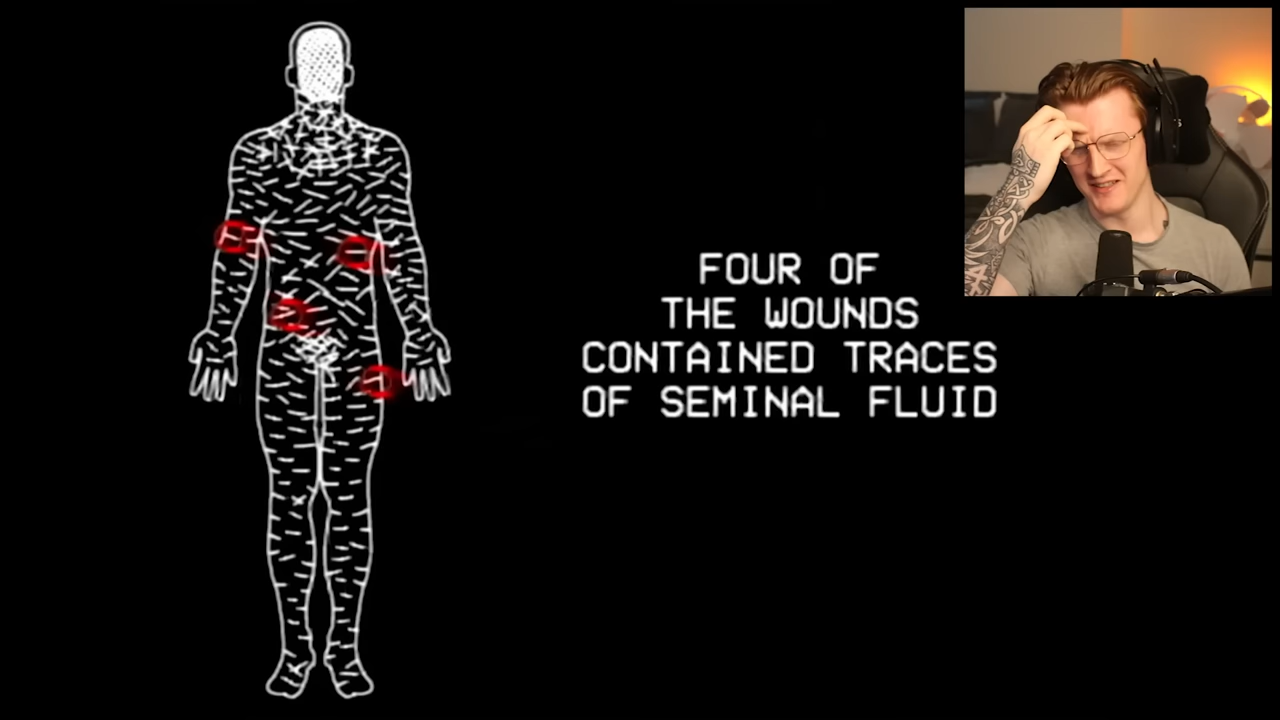 FOUR OF
THE WOUNDS
CONTAINED TRACES
OF SEMINAL FLUID